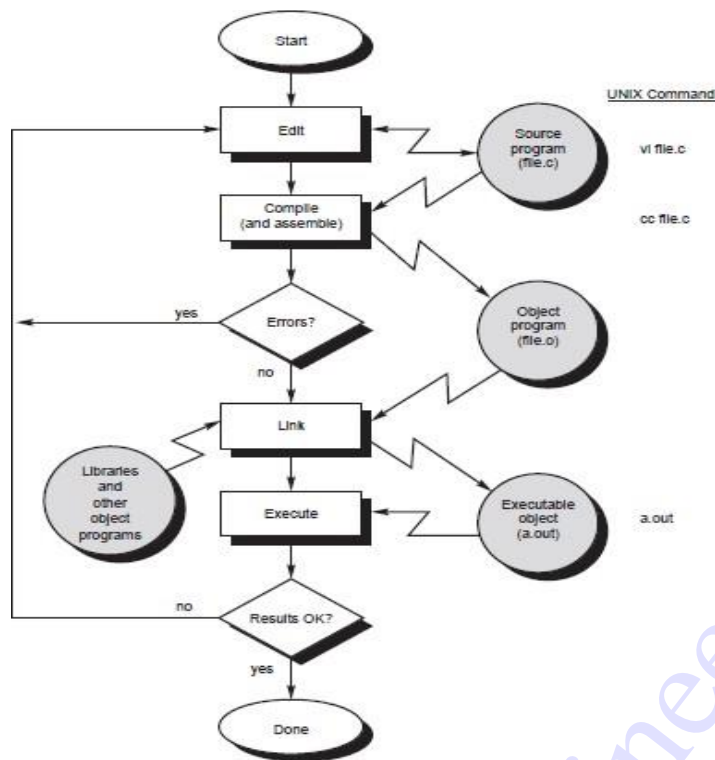 Start
UNIX Command
Edit
Source
program
(file.c)
vi file.c
Compile
(and assemble)
cc file.c
yes
Errors?
Object
program
(file.o)
no
Link
Libraries
and
other
object
programs
Execute
Executable
object
(a.out)
a.out
no
Results OK?
yes
Done